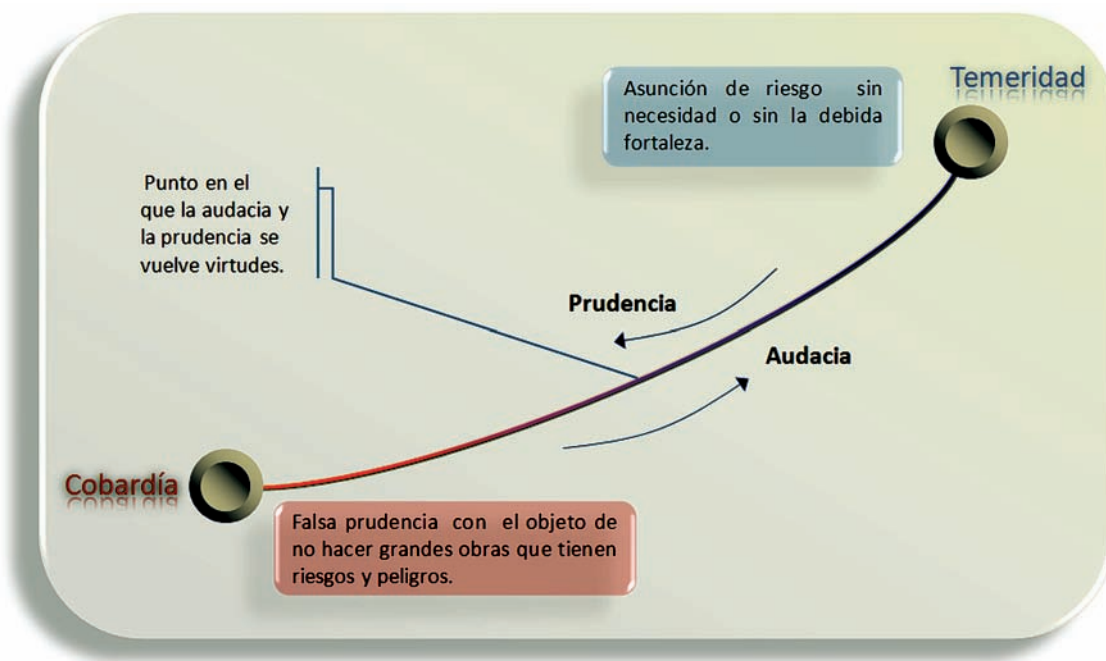 Temeridad
Asunción de riesgo sin
necesidad o sin la debida
fortaleza.
Punto en el
que la audacia y
la prudencia se
vuelve virtudes.
Prudencia
Audacia
Cobardía
Falsa prudencia con el objeto de
no hacer grandes obras que tienen
riesgos y peligros.